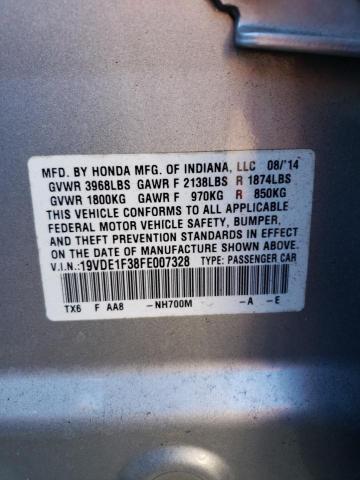 MFD. BY HONDA MFG. OF INDIANA, LLC 08/'14
GVWR 3968LBS GAWR F 2138LBS R 1874LBS
GVWR 1800KG GAWR F 970KG R 850KG
THIS VEHICLE CONFORMS TO ALL APPLICABLE
FEDERAL MOTOR VEHICLE SAFETY, BUMPER,
AND THEFT PREVENTION STANDARDS IN EFFECT
ON THE DATE OF MANUFACTURE SHOWN ABOVE.
V.I.N:19VDE1F38FE007328 TYPE: PASSENGER CAR
TX6 F AA8 -NH700M -A -E